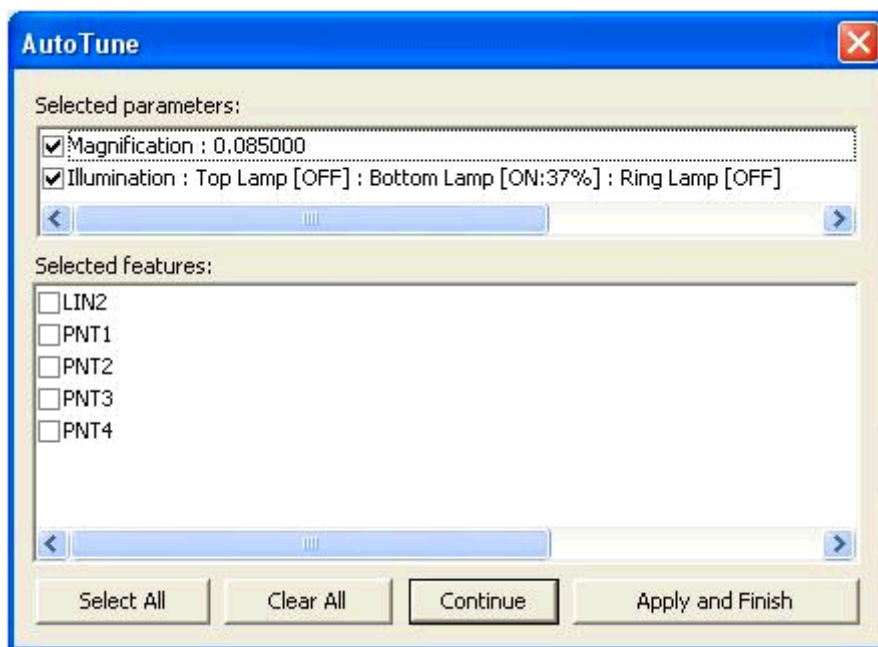 AutoTune
Selected parameters:
Magnification : 0.085000
Illumination : Top Lamp [OFF] : Bottom Lamp [ON:37%] : Ring Lamp [OFF]
Selected features:
LIN2
PNT1
PNT2
PNT3
PNT4
Select All Clear All Continue Apply and Finish